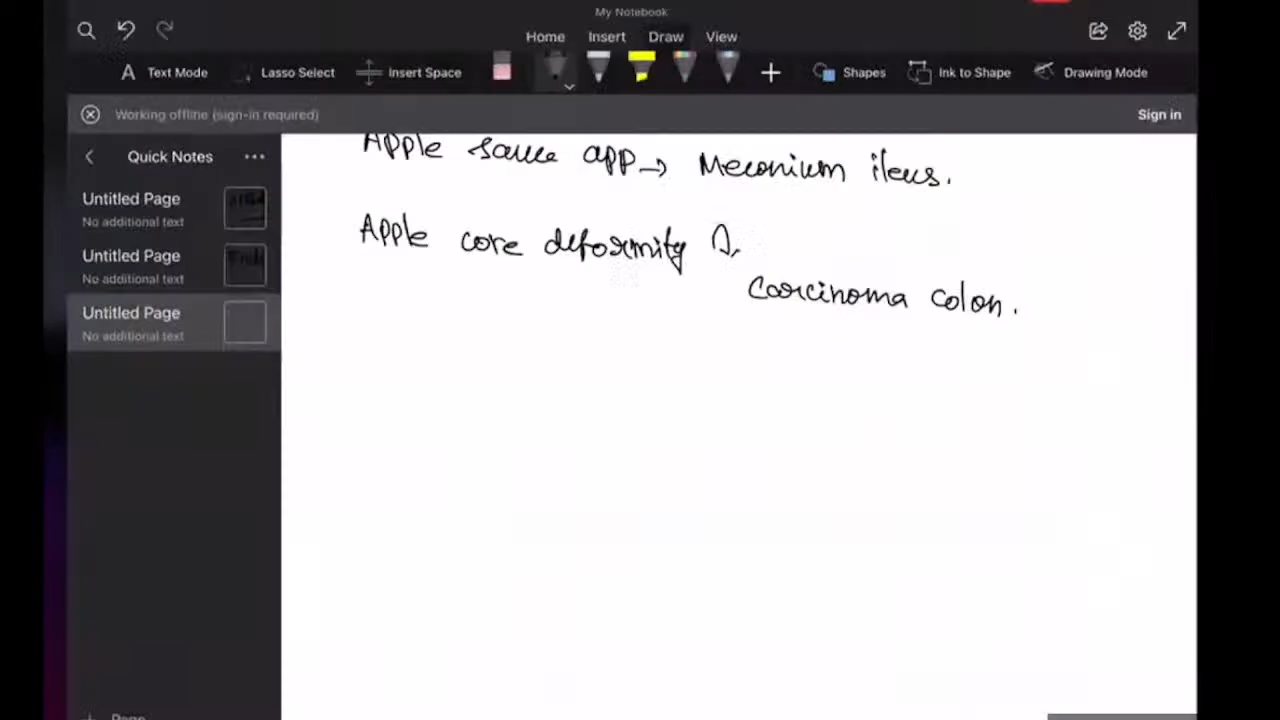 My Notebook
Home Insert Draw View
Text Mode Lasso Select Insert Space Shapes Ink to Shape Drawing Mode
Working offline (sign-in required) Sign in
Quick Notes
Untitled Page
No additional text
Untitled Page
No additional text
Untitled Page
No additional text
Page
Apple sauce app → Meconium ileus.
Apple core deformity
Carcinoma colon.